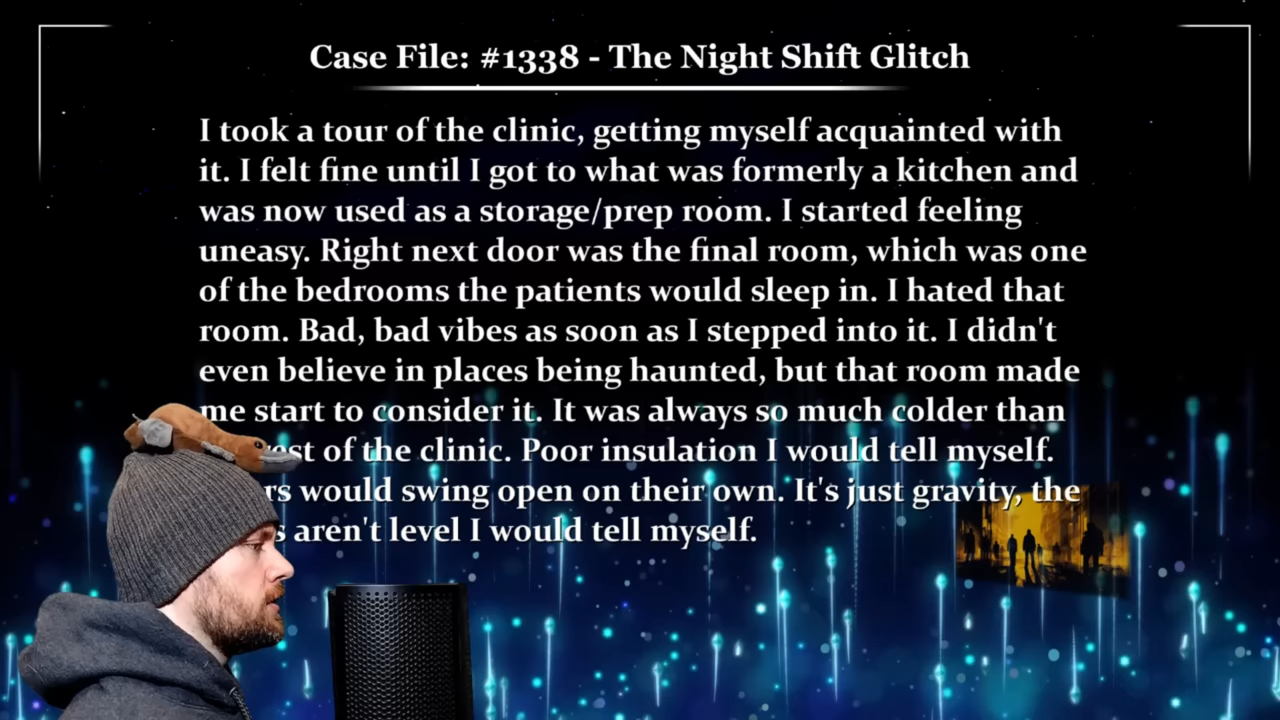 Case File: #1338 - The Night Shift Glitch
I took a tour of the clinic, getting myself acquainted with
it. I felt fine until I got to what was formerly a kitchen and
was now used as a storage/prep room. I started feeling
uneasy. Right next door was the final room, which was one
of the bedrooms the patients would sleep in. I hated that
room. Bad, bad vibes as soon as I stepped into it. I didn't
even believe in places being haunted, but that room made
me start to consider it. It was always so much colder than
of the clinic. Poor insulation I would tell myself.
would swing open on their own. It's just gravity, the
aren't level I would tell myself.